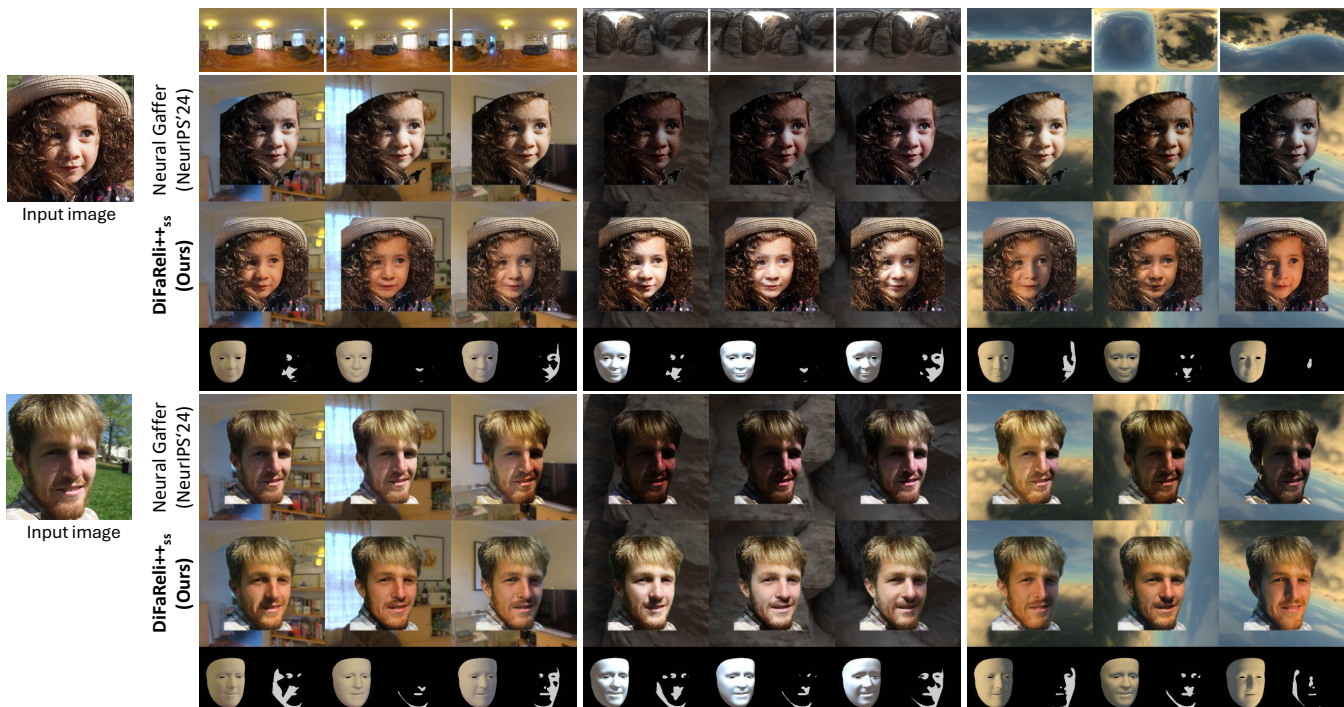 Neural Gaffer
(NeurIPS'24)
Input image
DiFaReli++ss
(Ours)
Neural Gaffer
(NeurIPS'24)
Input image
DiFaReli++ss
(Ours)